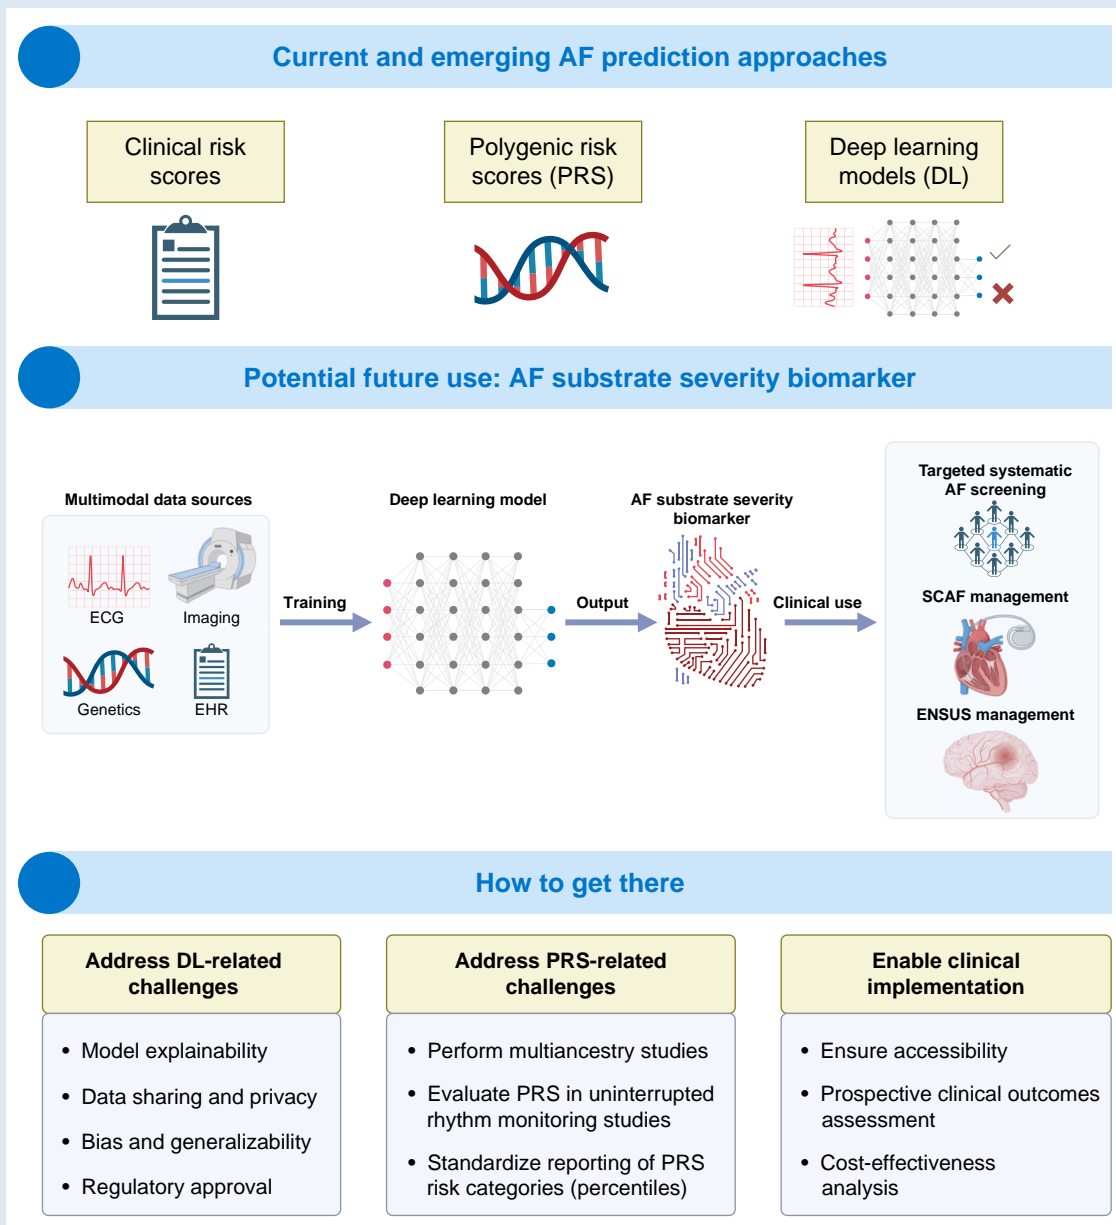 Current and emerging AF prediction approaches
Clinical risk
scores
Polygenic risk
scores (PRS)
Deep learning
models (DL)
Potential future use: AF substrate severity biomarker
Multimodal data sources
ECG
Imaging
Genetics
EHR
Training
Deep learning model
Output
AF substrate severity
biomarker
Clinical use
Targeted systematic
AF screening
SCAF management
ENSUS management
How to get there
Address DL-related
challenges
• Model explainability
• Data sharing and privacy
• Bias and generalizability
• Regulatory approval
Address PRS-related
challenges
• Perform multiancestry studies
• Evaluate PRS in uninterrupted
rhythm monitoring studies
• Standardize reporting of PRS
risk categories (percentiles)
Enable clinical
implementation
• Ensure accessibility
• Prospective clinical outcomes
assessment
• Cost-effectiveness
analysis